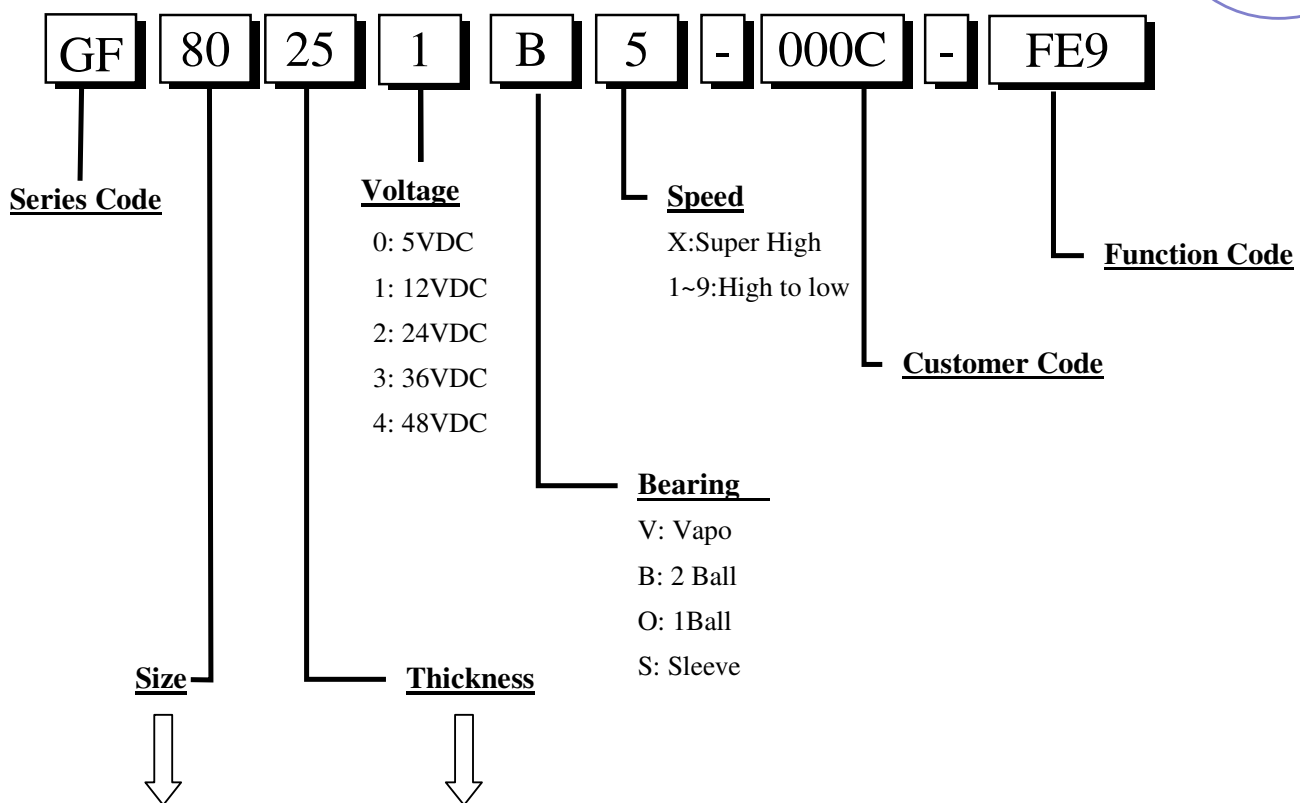 GF 80 25 1 B 5 - 000C - FE9
Series Code
Voltage
0: 5VDC
1: 12VDC
2: 24VDC
3: 36VDC
4: 48VDC
Speed
X:Super High
1~9:High to low
Function Code
Customer Code
Bearing
V: Vapo
B: 2 Ball
O: 1Ball
S: Sleeve
Size
Thickness